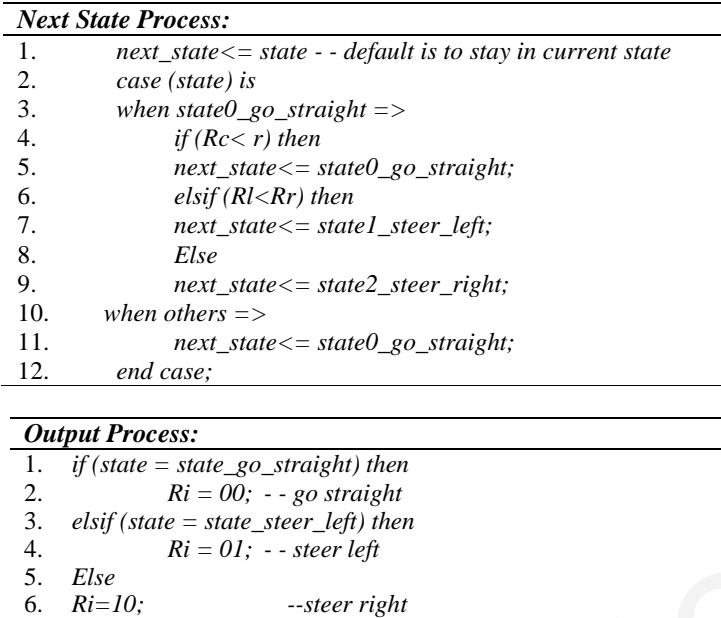 Next State Process:
1. next_state<= state - - default is to stay in current state
2. case (state) is
3. when state0_go_straight =>
4. if (Rc< r) then
5. next_state<= state0_go_straight;
6. elsif (Rl<Rr) then
7. next_state<= state1_steer_left;
8. Else
9. next_state<= state2_steer_right;
10. when others =>
11. next_state<= state0_go_straight;
12. end case;
Output Process:
1. if (state = state_go_straight) then
2. Ri = 00; - - go straight
3. elsif (state = state_steer_left) then
4. Ri = 01; - - steer left
5. Else
6. Ri=10; --steer right